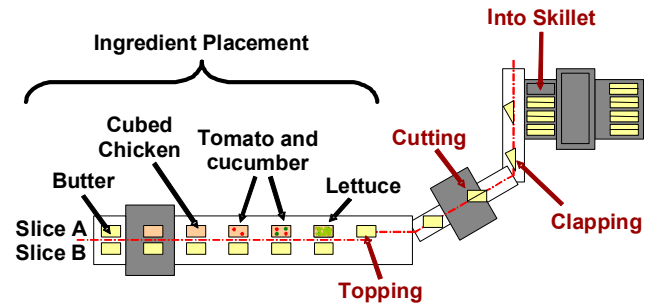 Into Skillet
Ingredient Placement
Cubed
Chicken
Tomato and
cucumber
Cutting
Butter
Lettuce
Clapping
Slice A
Slice B
Topping